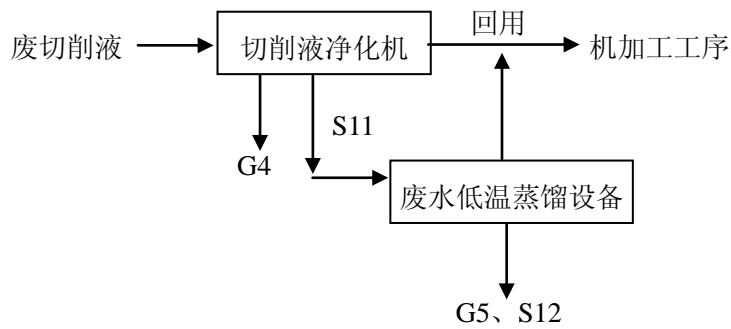 回用
废切削液
切削液净化机
机加工工序
S11
G4
废水低温蒸馏设备
G5、S12